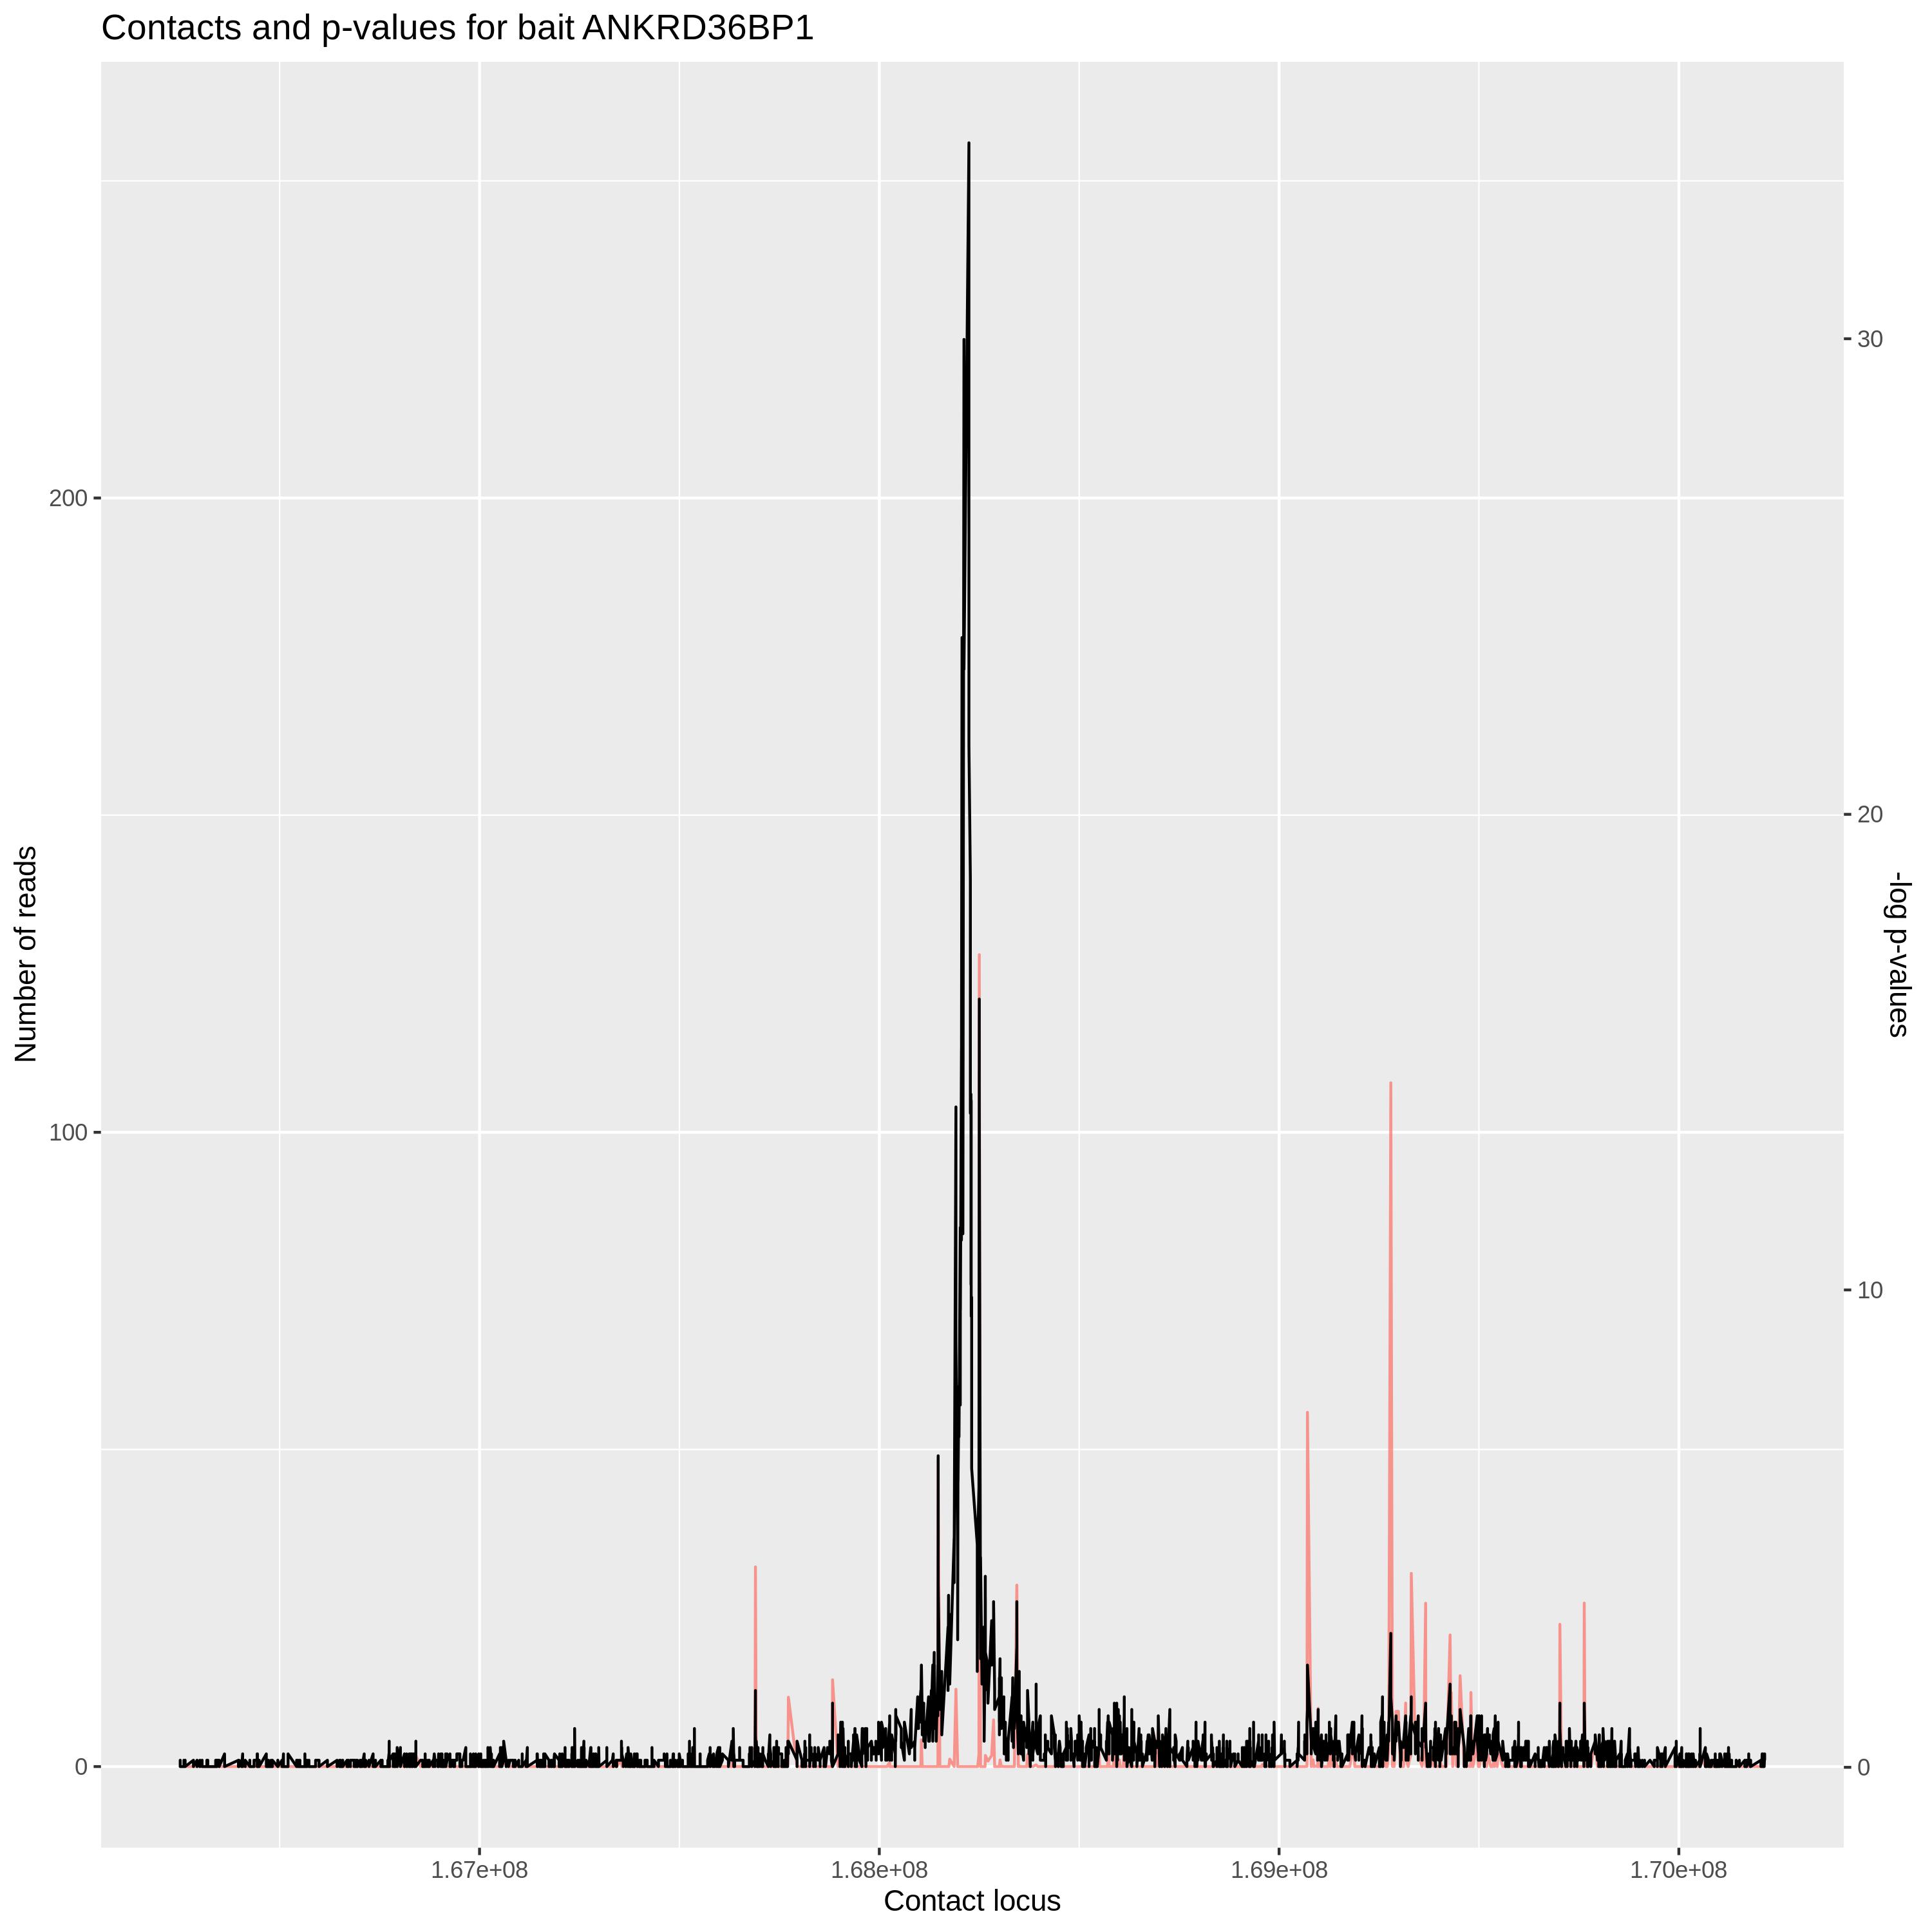 Contacts and p-values for bait ANKRD36BP1
30
200
20
Number of reads
-log p-values
100
10
0
0
1.67e+08
1.68e+08
1.69e+08
1.70e+08
Contact locus